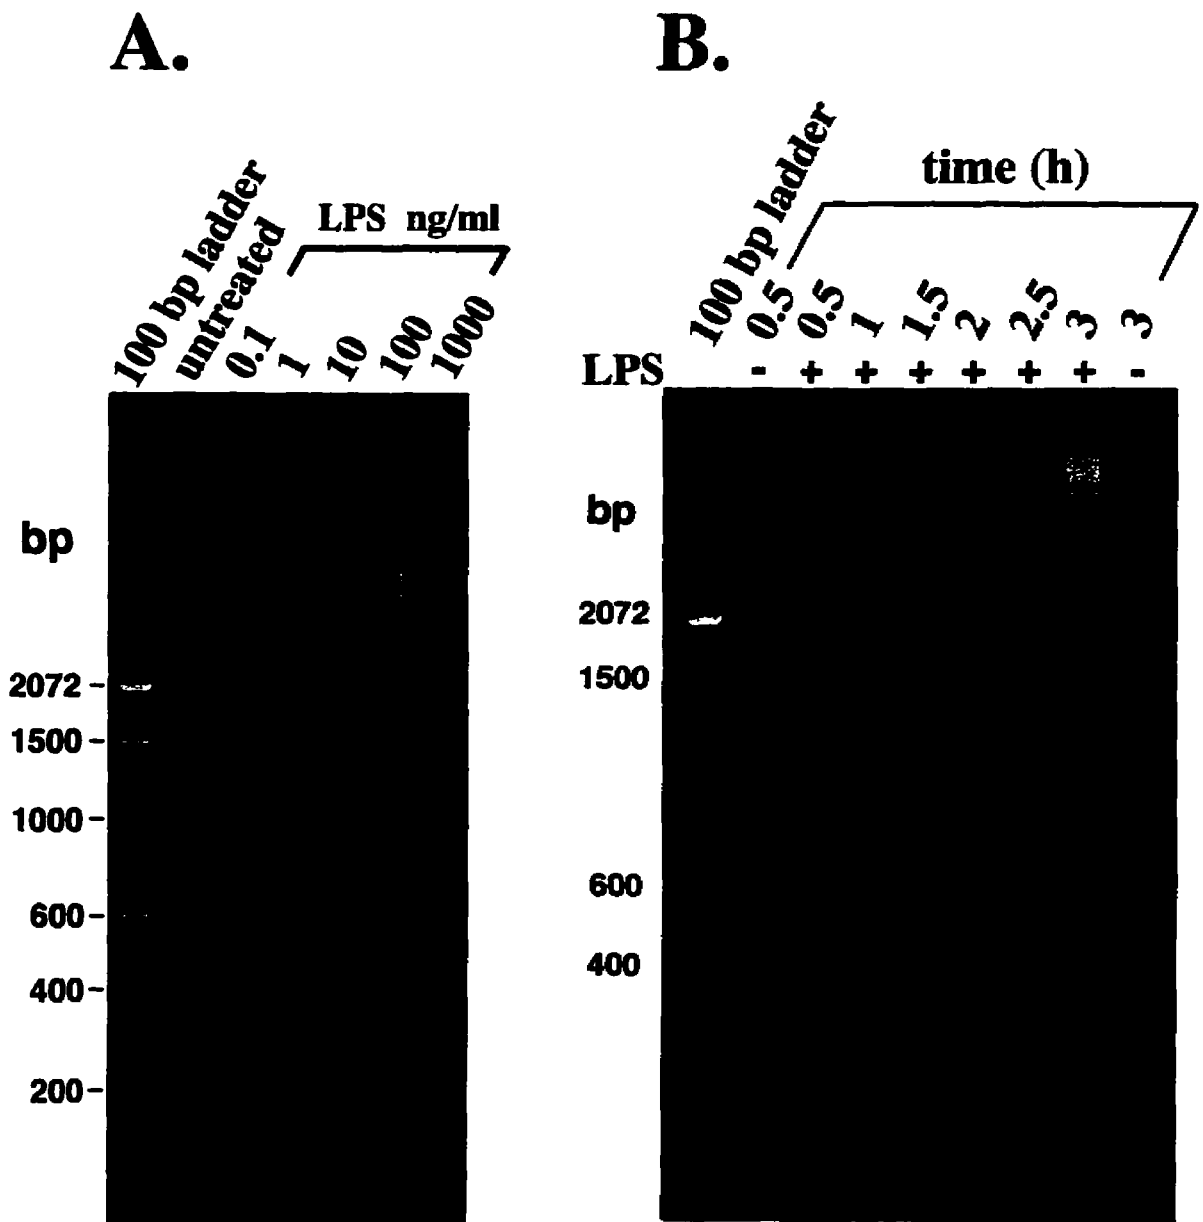 A.
100 bp ladder
untreated
LPS ng/ml
0.1
1
10
100
1000
bp
2072
1500
1000
600
400
200
B.
100 bp ladder
time (h)
0.5 0.5 1 1.5 2 2.5 3 3
LPS - + + + + + + -
bp
2072
1500
600
400